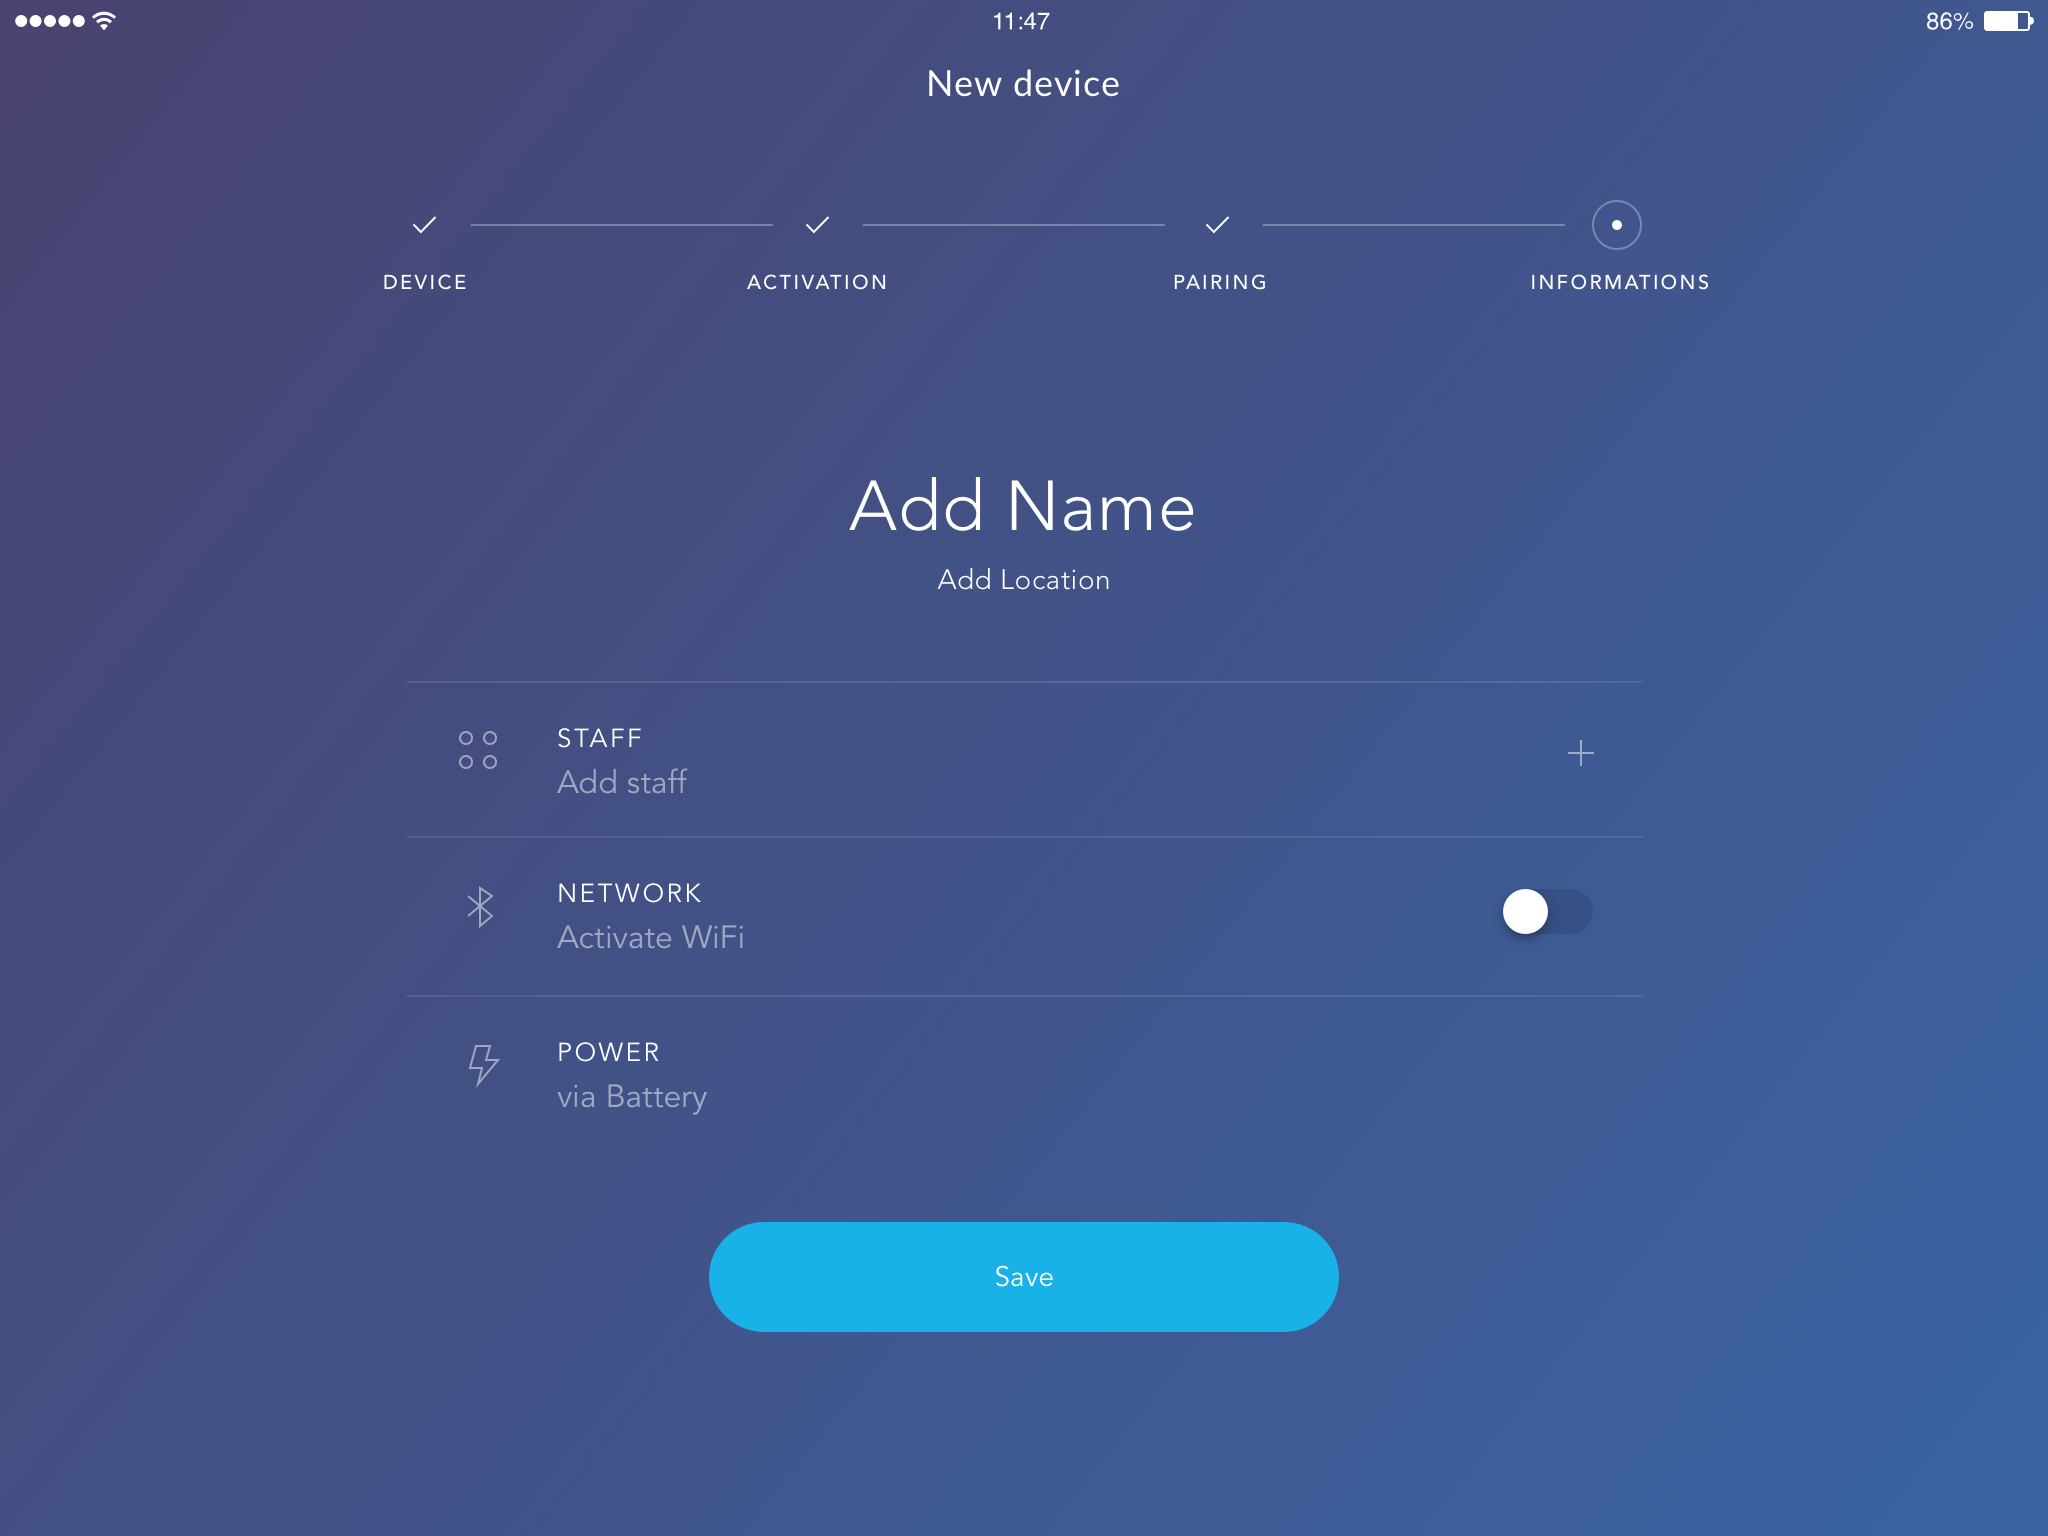 11:47
86%
New device
DEVICE
ACTIVATION
PAIRING
INFORMATIONS
Add Name
Add Location
STAFF
Add staff
NETWORK
Activate WiFi
POWER
via Battery
Save